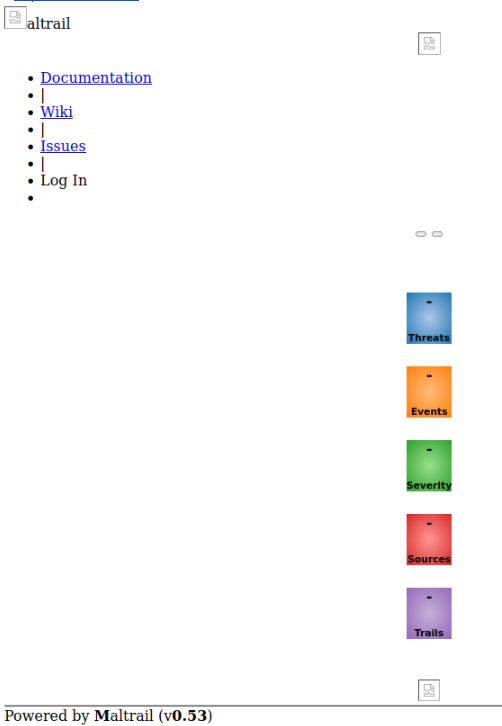 altrail
Documentation
|
Wiki
|
Issues
|
Log In
-
Threats
-
Events
-
Severity
-
Sources
-
Trails
Powered by Maltrail (v0.53)